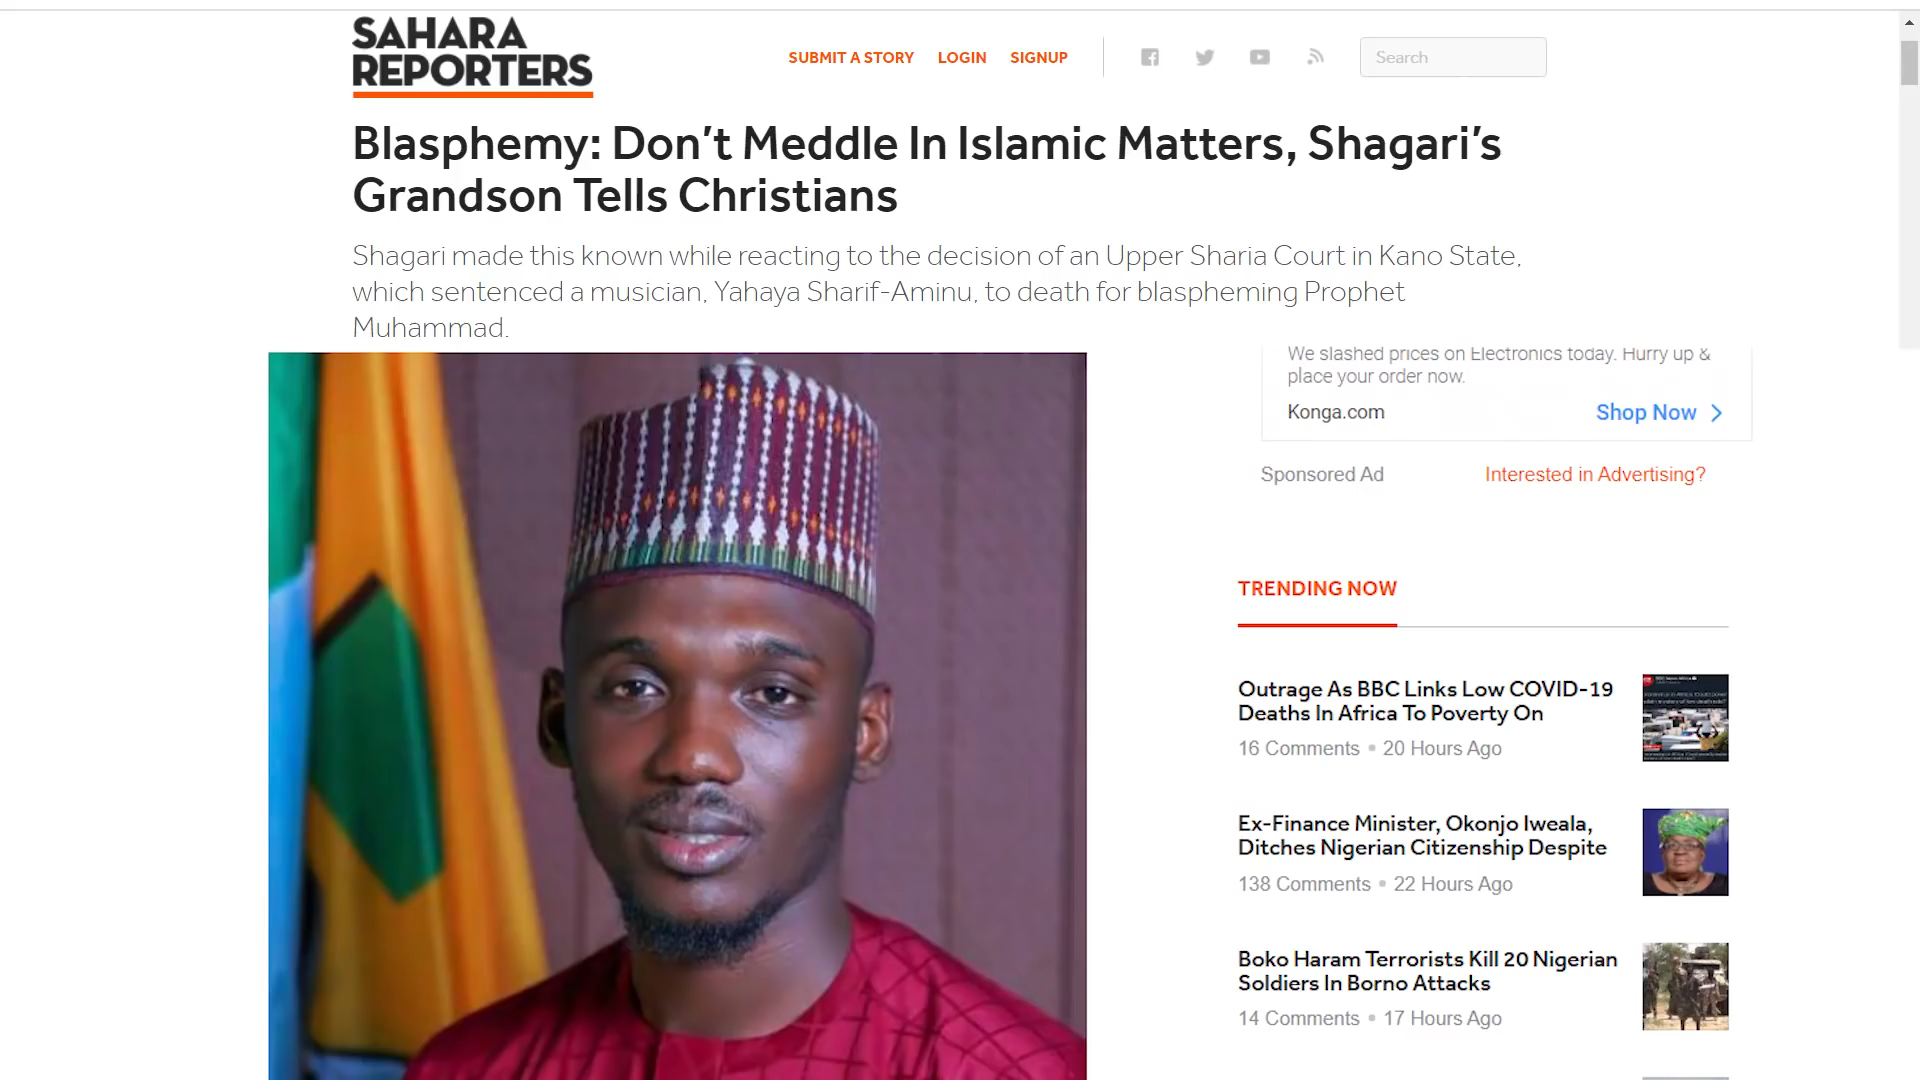 SAHARA
REPORTERS
SUBMIT A STORY
LOGIN
SIGNUP
Search
Blasphemy: Don’t Meddle In Islamic Matters, Shagari’s
Grandson Tells Christians
Shagari made this known while reacting to the decision of an Upper Sharia Court in Kano State,
which sentenced a musician, Yahaya Sharif-Aminu, to death for blaspheming Prophet
Muhammad.
We slashed prices on Electronics today. Hurry up &
place your order now.
Konga.com
Shop Now
Sponsored Ad
Interested in Advertising?
TRENDING NOW
Outrage As BBC Links Low COVID-19
Deaths In Africa To Poverty On
16 Comments • 20 Hours Ago
Ex-Finance Minister, Okonjo Iweala,
Ditches Nigerian Citizenship Despite
138 Comments • 22 Hours Ago
Boko Haram Terrorists Kill 20 Nigerian
Soldiers In Borno Attacks
14 Comments • 17 Hours Ago